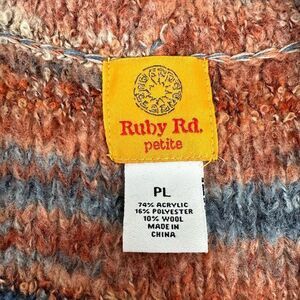 Ruby Rd.
petite
PL
74% ACRYLIC
16% POLYESTER
10% WOOL
MADE IN
CHINA